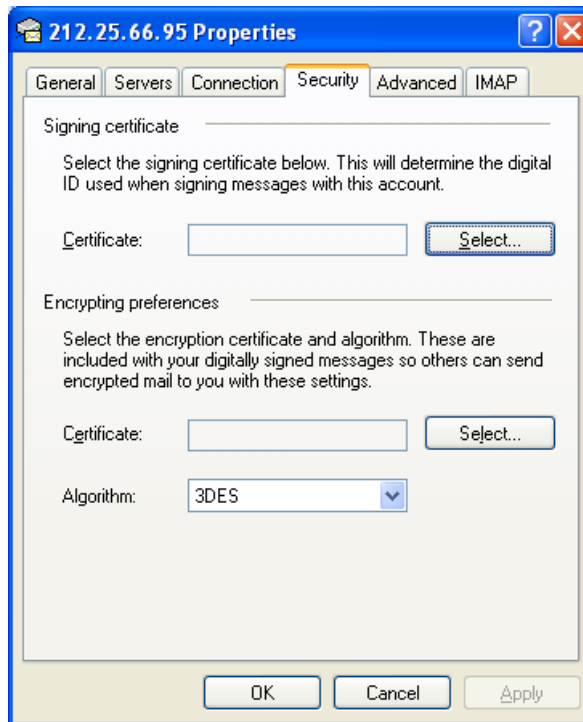 212.25.66.95 Properties
General Servers Connection Security Advanced IMAP
Signing certificate
Select the signing certificate below. This will determine the digital
ID used when signing messages with this account.
Certificate:
Select...
Encrypting preferences
Select the encryption certificate and algorithm. These are
included with your digitally signed messages so others can send
encrypted mail to you with these settings.
Certificate:
Select...
Algorithm:
3DES
OK Cancel Apply